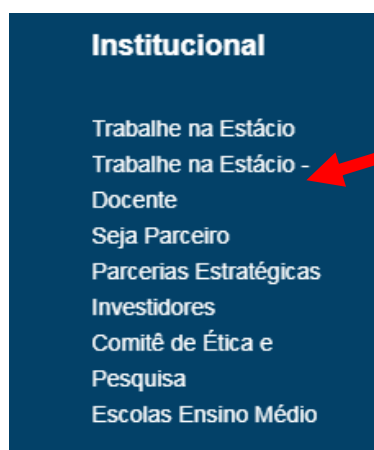 Institucional
Trabalhe na Estácio
Trabalhe na Estácio -
Docente
Seja Parceiro
Parcerias Estratégicas
Investidores
Comitê de Ética e
Pesquisa
Escolas Ensino Médio